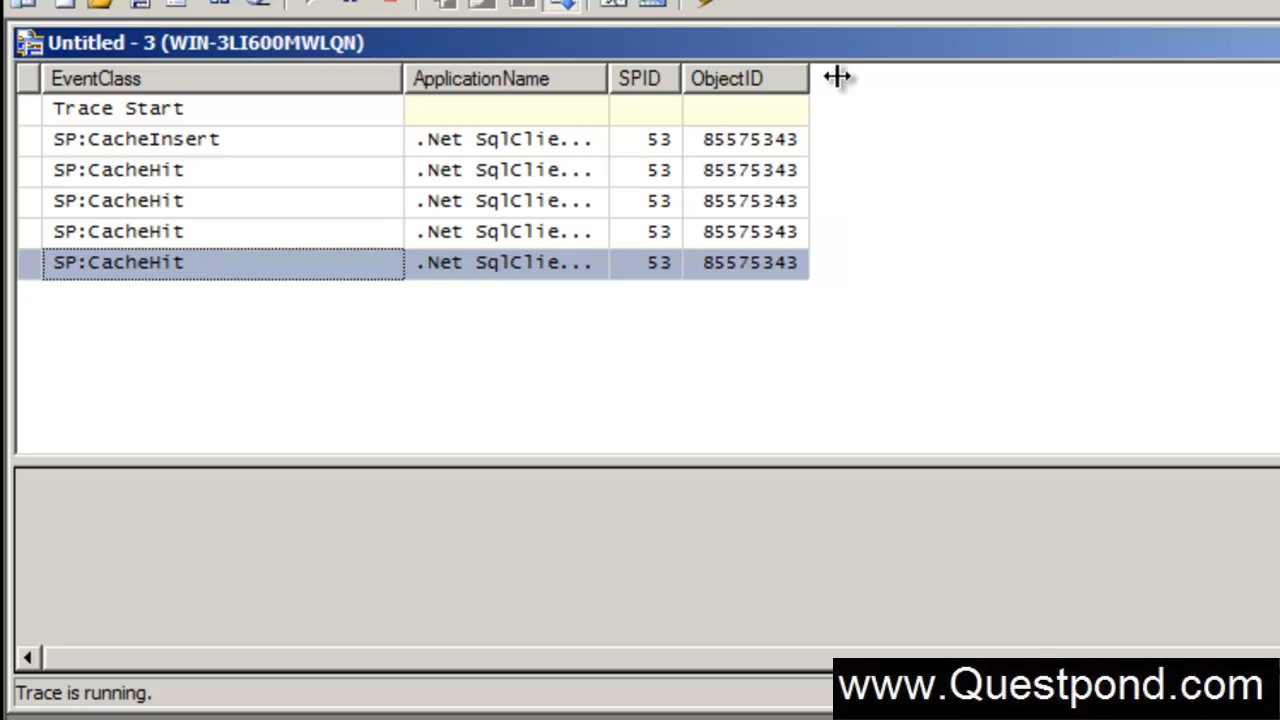 Untitled - 3 (WIN-3LI600MWLQN)
EventClass ApplicationName SPID ObjectID
Trace Start
SP:CacheInsert .Net SqlClie... 53 85575343
SP:CacheHit .Net SqlClie... 53 85575343
SP:CacheHit .Net SqlClie... 53 85575343
SP:CacheHit .Net SqlClie... 53 85575343
SP:CacheHit .Net SqlClie... 53 85575343
Trace is running.
www.Questpond.com